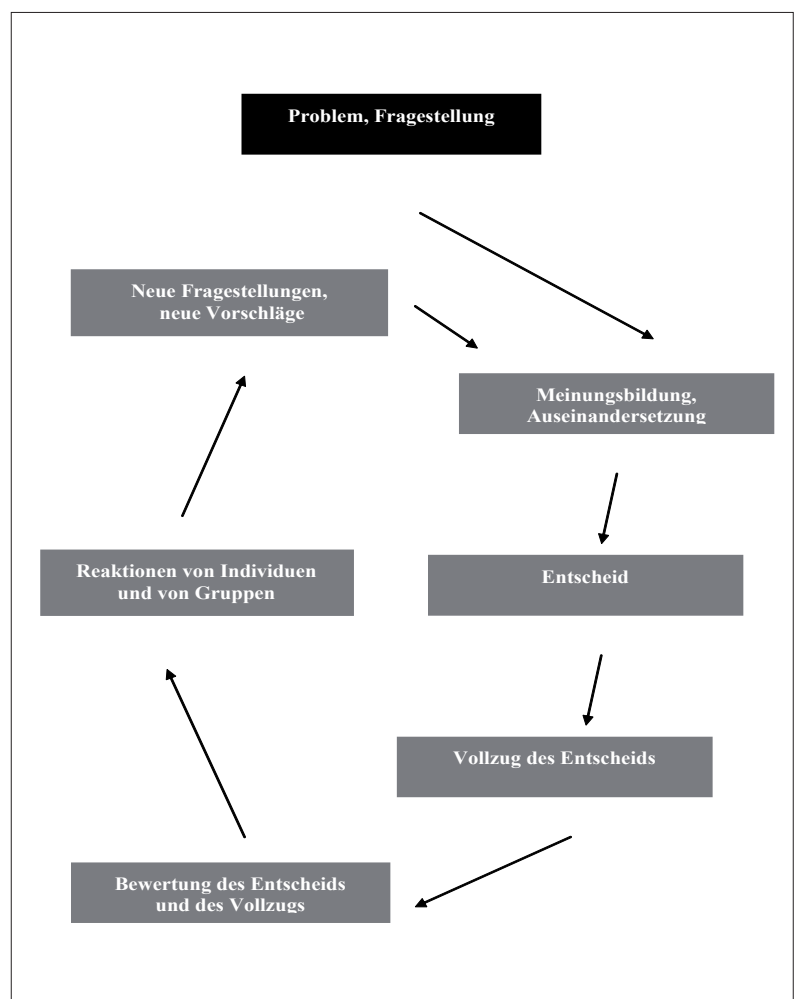 Problem, Fragestellung
Neue Fragestellungen,
neue Vorschläge
Meinungsbildung,
Auseinandersetzung
Reaktionen von Individuen
und von Gruppen
Entscheid
Vollzug des Entscheids
Bewertung des Entscheids
und des Vollzugs